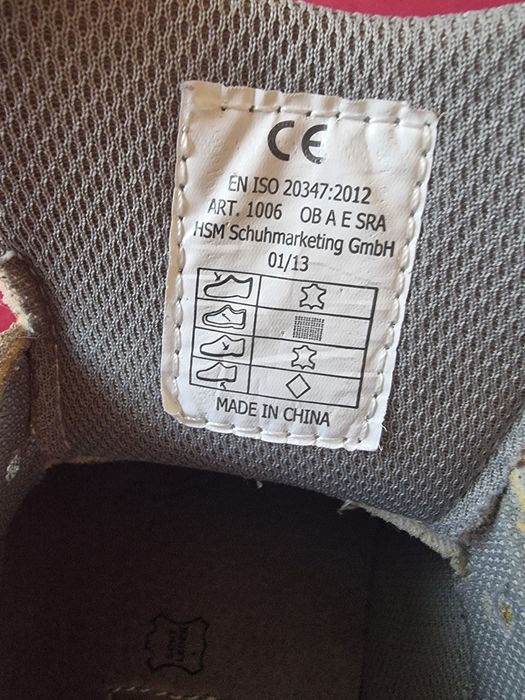 CE
EN ISO 20347:2012
ART. 1006 OB A E SRA
HSM Schuhmarketing GmbH
01/13
MADE IN CHINA